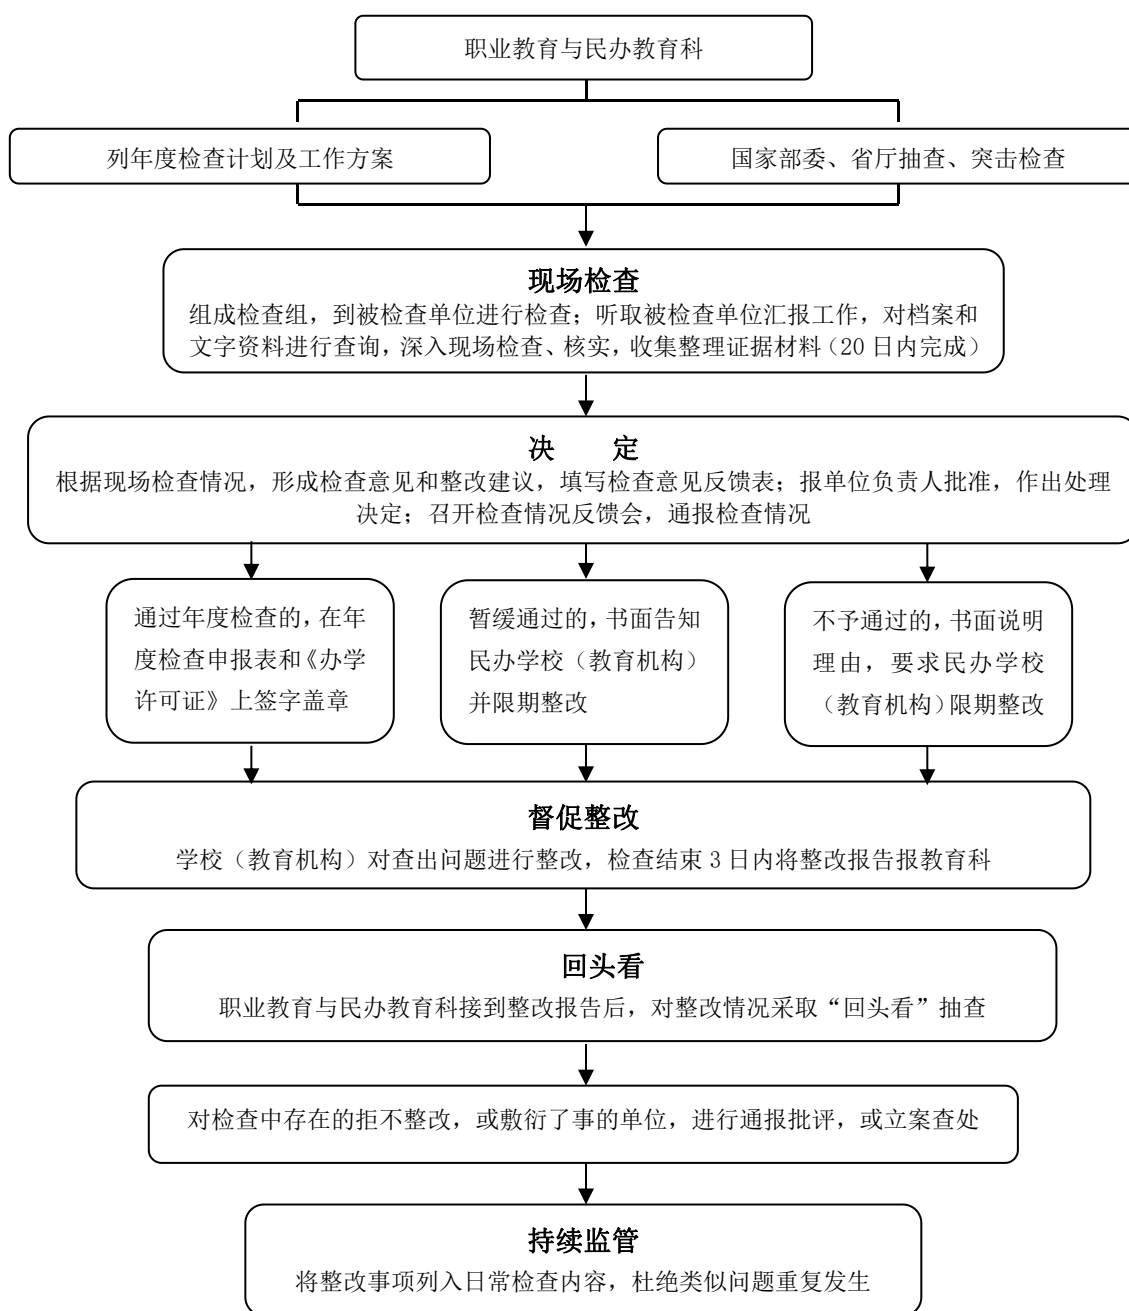 职业教育与民办教育科
列年度检查计划及工作方案
国家部委、省厅抽查、突击检查
现场检查
组成检查组，到被检查单位进行检查；听取被检查单位汇报工作，对档案和
文字资料进行查询，深入现场检查、核实，收集整理证据材料（20 日内完成）
决 定
根据现场检查情况，形成检查意见和整改建议，填写检查意见反馈表；报单位负责人批准，作出处理
决定；召开检查情况反馈会，通报检查情况
通过年度检查的，在年
度检查申报表和《办学
许可证》上签字盖章
暂缓通过的，书面告知
民办学校（教育机构）
并限期整改
不予通过的，书面说明
理由，要求民办学校
（教育机构）限期整改
督促整改
学校（教育机构）对查出问题进行整改，检查结束 3 日内将整改报告报教育科
回头看
职业教育与民办教育科接到整改报告后，对整改情况采取“回头看”抽查
对检查中存在的拒不整改，或敷衍了事的单位，进行通报批评，或立案查处
持续监管
将整改事项列入日常检查内容，杜绝类似问题重复发生